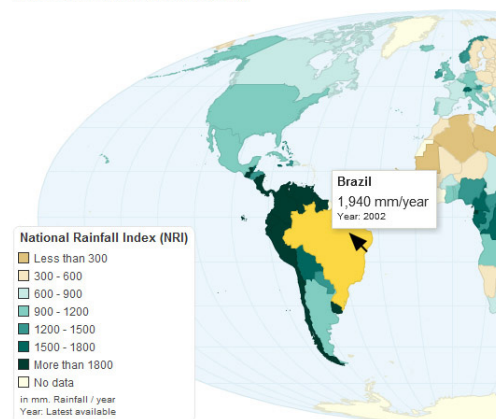 Brazil
1,940 mm/year
Year: 2002
National Rainfall Index (NRI)
Less than 300
300 - 600
600 - 900
900 - 1200
1200 - 1500
1500 - 1800
More than 1800
No data
in mm. Rainfall / year
Year: Latest available